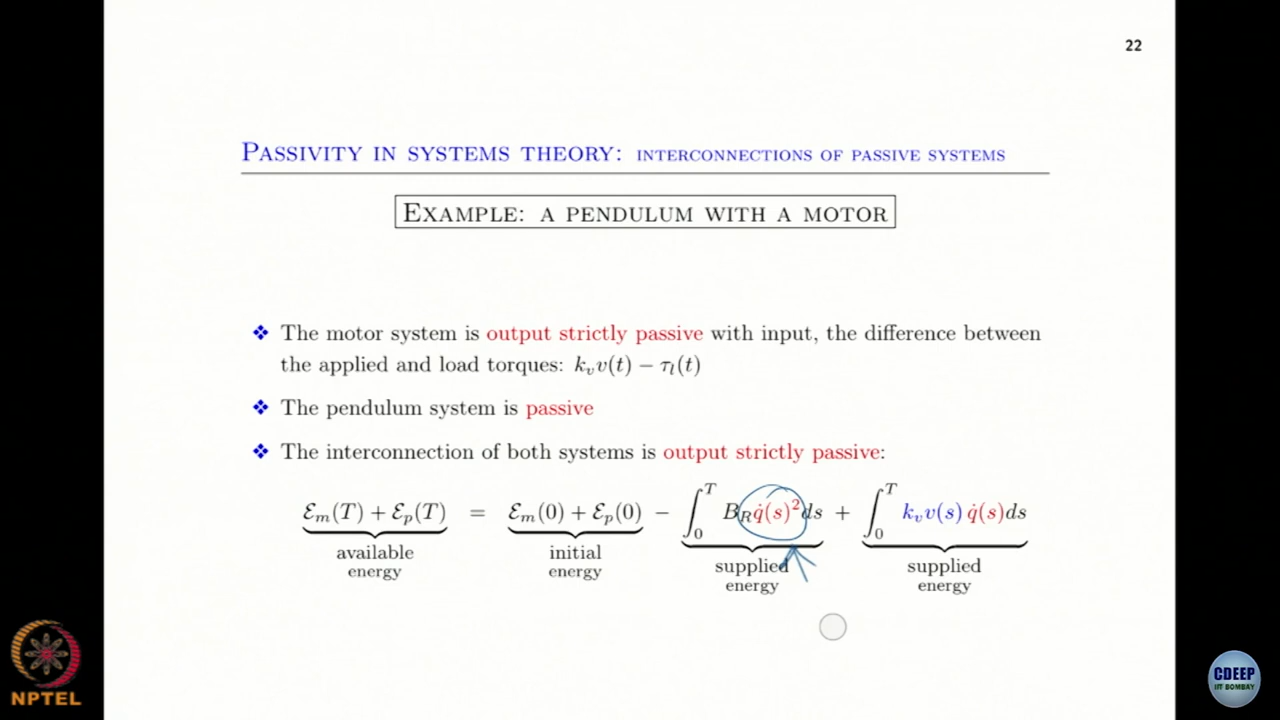 22
PASSIVITY IN SYSTEMS THEORY: INTERCONNECTIONS OF PASSIVE SYSTEMS
EXAMPLE: A PENDULUM WITH A MOTOR
❖ The motor system is output strictly passive with input, the difference between
the applied and load torques: k_v v(t) − τ_l(t)
❖ The pendulum system is passive
❖ The interconnection of both systems is output strictly passive:
ℰ_m(T) + ℰ_p(T) = ℰ_m(0) + ℰ_p(0) − ∫_0^T B_R q̇(s)^2 ds + ∫_0^T k_v v(s) q̇(s) ds
available initial supplied supplied
energy energy energy energy
NPTEL
CDEEP
IIT BOMBAY